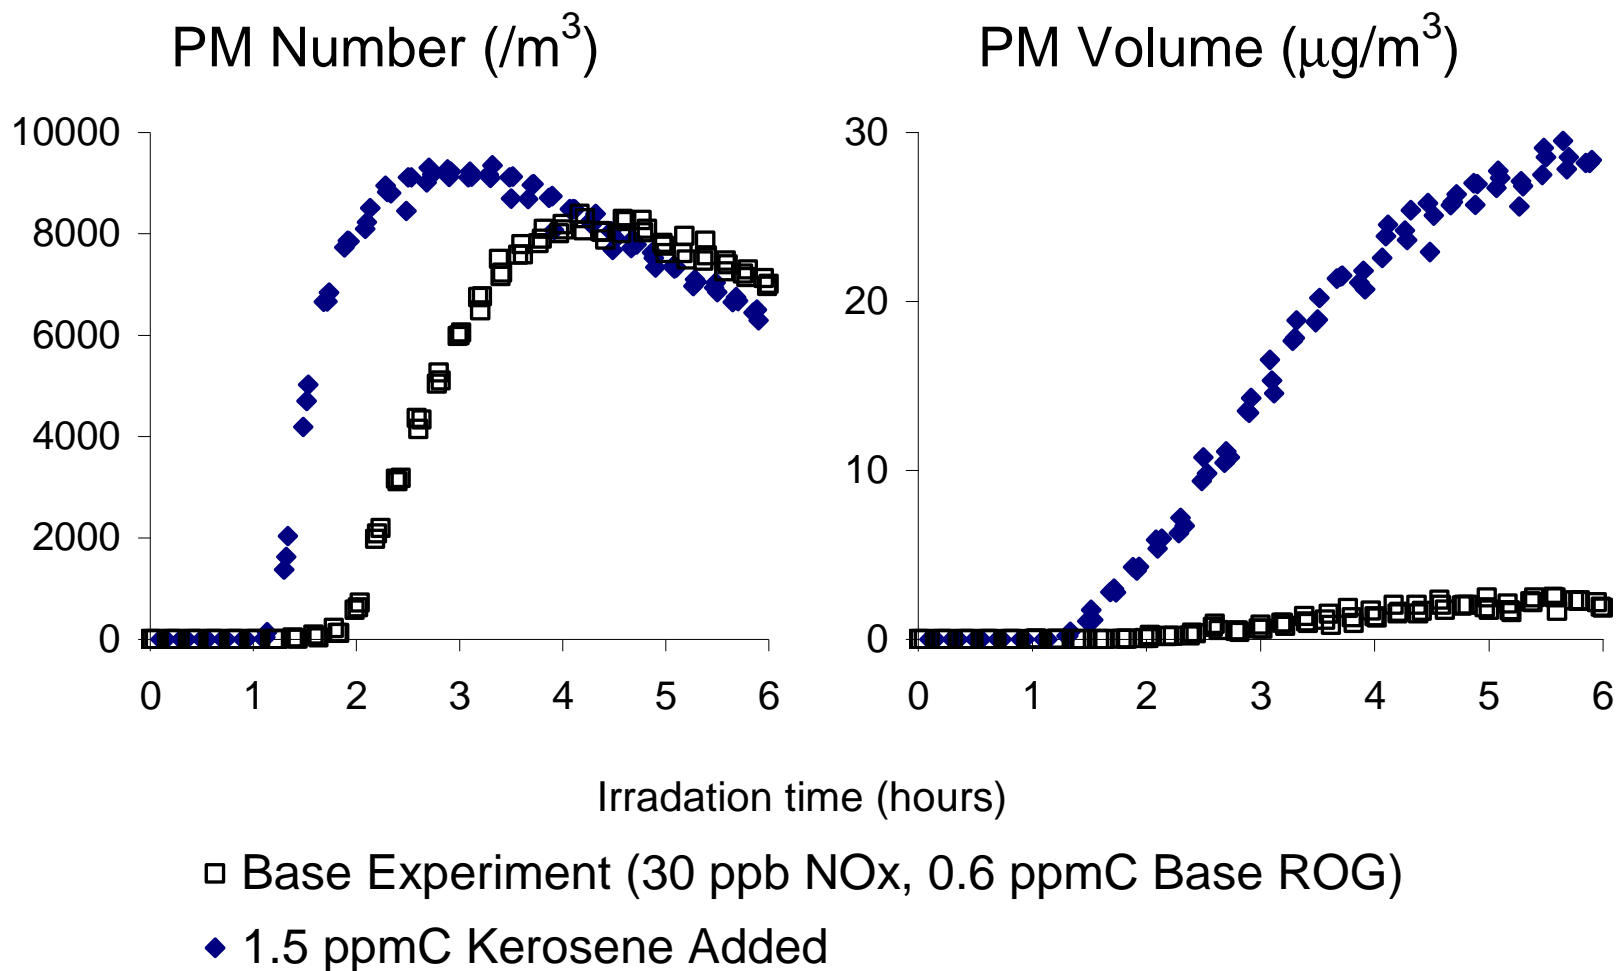 PM Number (/m³)
PM Volume (μg/m³)
10000
8000
6000
4000
2000
0
0 1 2 3 4 5 6
30
20
10
0
0 1 2 3 4 5 6
Irradation time (hours)
Base Experiment (30 ppb NOx, 0.6 ppmC Base ROG)
1.5 ppmC Kerosene Added